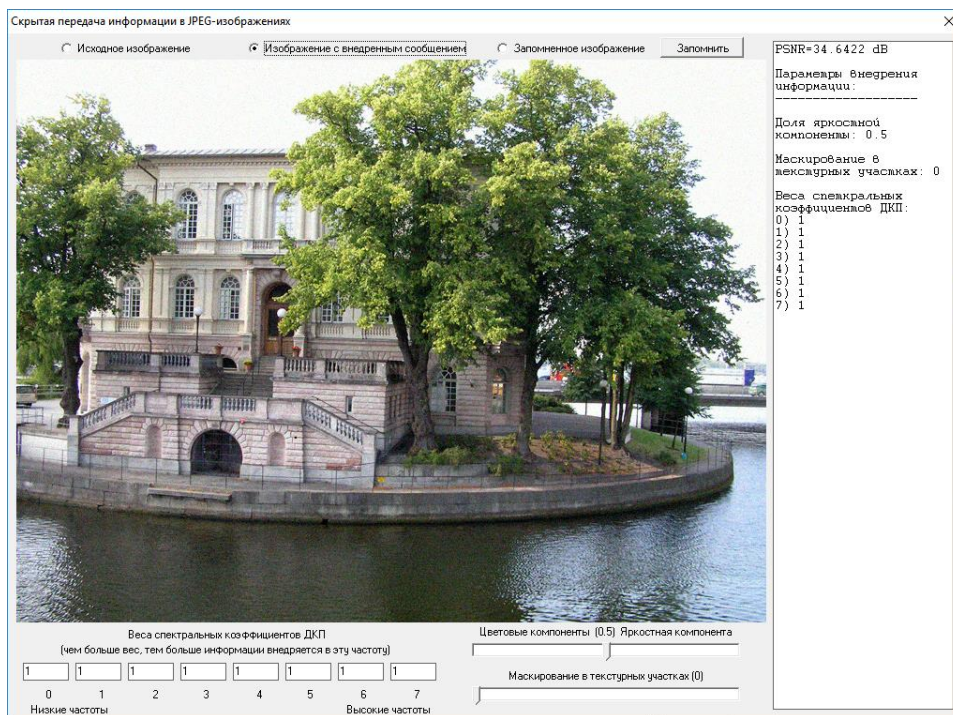 Скрытая передача информации в JPEG-изображениях
Исходное изображение
Изображение с внедренным сообщением
Запомненное изображение
Запомнить
PSNR=34.6422 dB
Параметры внедрения
информации:
-------------------
Доля яркостной
компоненты: 0.5
Маскирование в
текстурных участках: 0
Веса спектральных
коэффициентов ДКП:
0) 1
1) 1
2) 1
3) 1
4) 1
5) 1
6) 1
7) 1
Веса спектральных коэффициентов ДКП
(чем больше вес, тем больше информации внедряется в эту частоту)
1 1 1 1 1 1 1 1
0 1 2 3 4 5 6 7
Низкие частоты Высокие частоты
Цветовые компоненты (0.5) Яркостная компонента
Маскирование в текстурных участках (0)